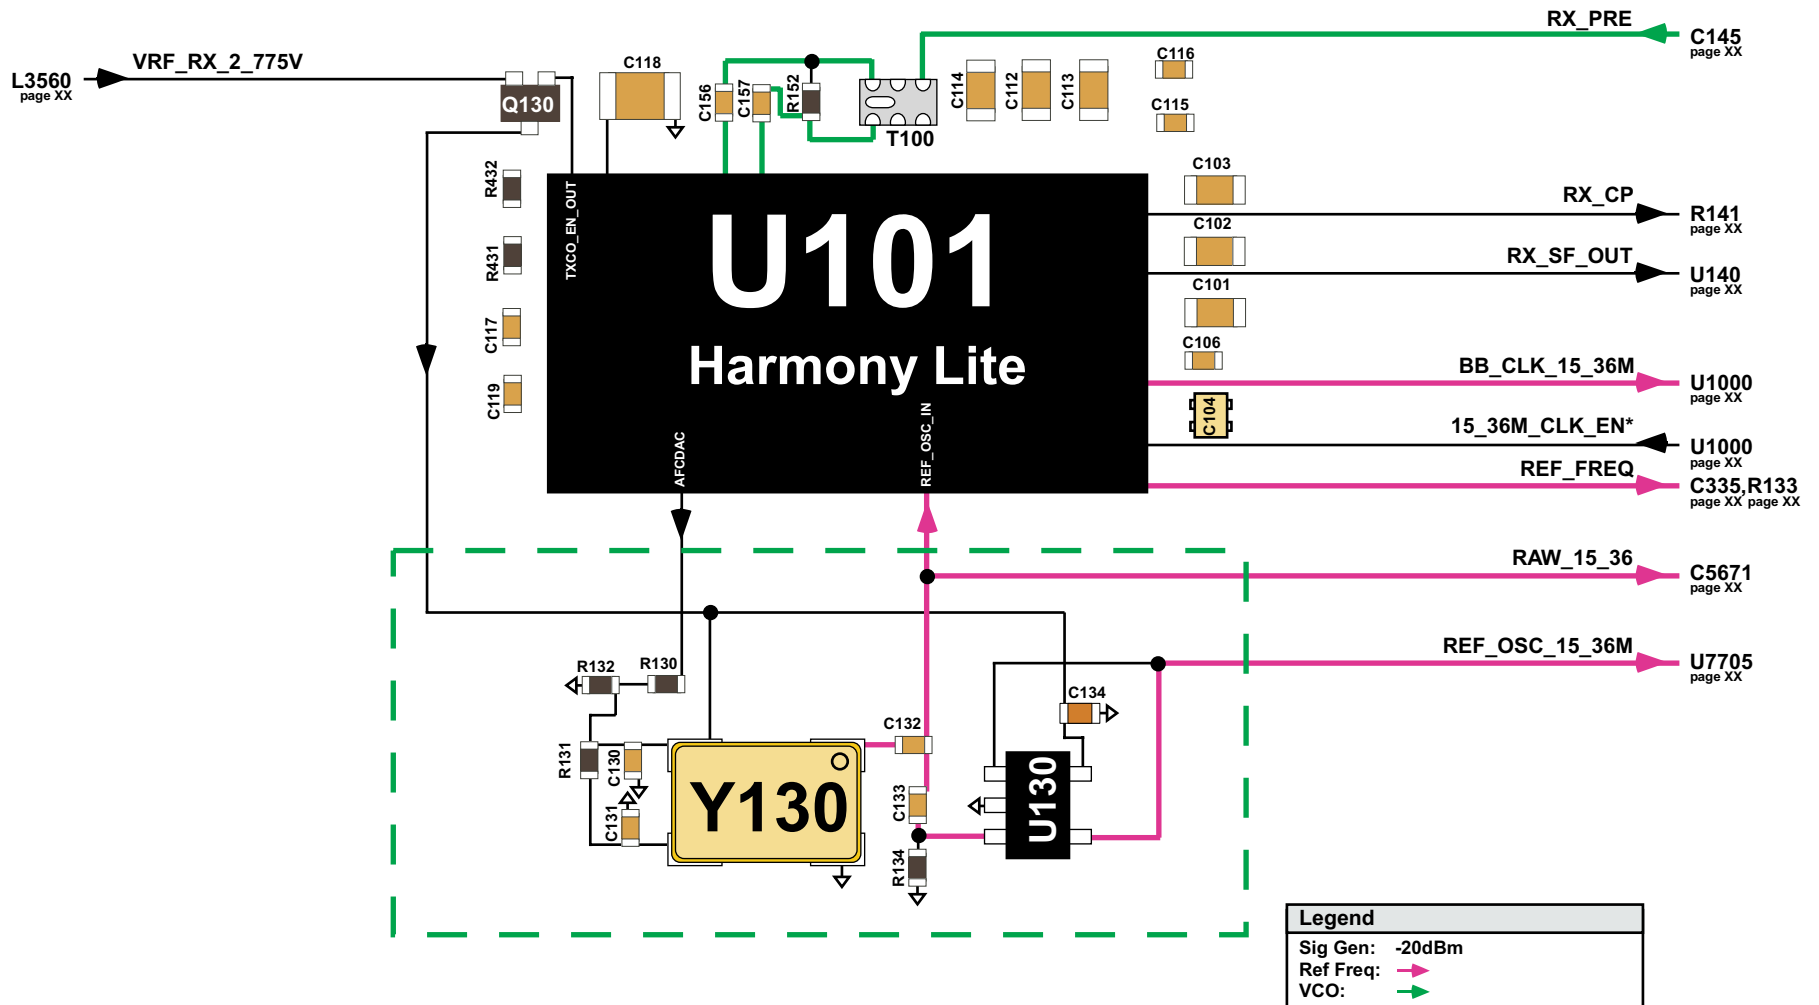 RX_PRE
C145
page XX
VRF_RX_2_775V
L3560
page XX
Q130
C118
C156
C157
R152
T100
C114
C112
C113
C116
C115
R432
R431
C117
C119
TXCO_EN_OUT
U101
Harmony Lite
AFCDAC
REF_OSC_IN
C103
C102
C101
C106
C104
RX_CP
R141
page XX
RX_SF_OUT
U140
page XX
BB_CLK_15_36M
U1000
page XX
15_36M_CLK_EN*
U1000
page XX
REF_FREQ
C335,R133
page XX page XX
RAW_15_36
C5671
page XX
REF_OSC_15_36M
U7705
page XX
R132
R130
R131
C130
C131
Y130
C132
C133
R134
C134
U130
Legend
Sig Gen: -20dBm
Ref Freq:
VCO: